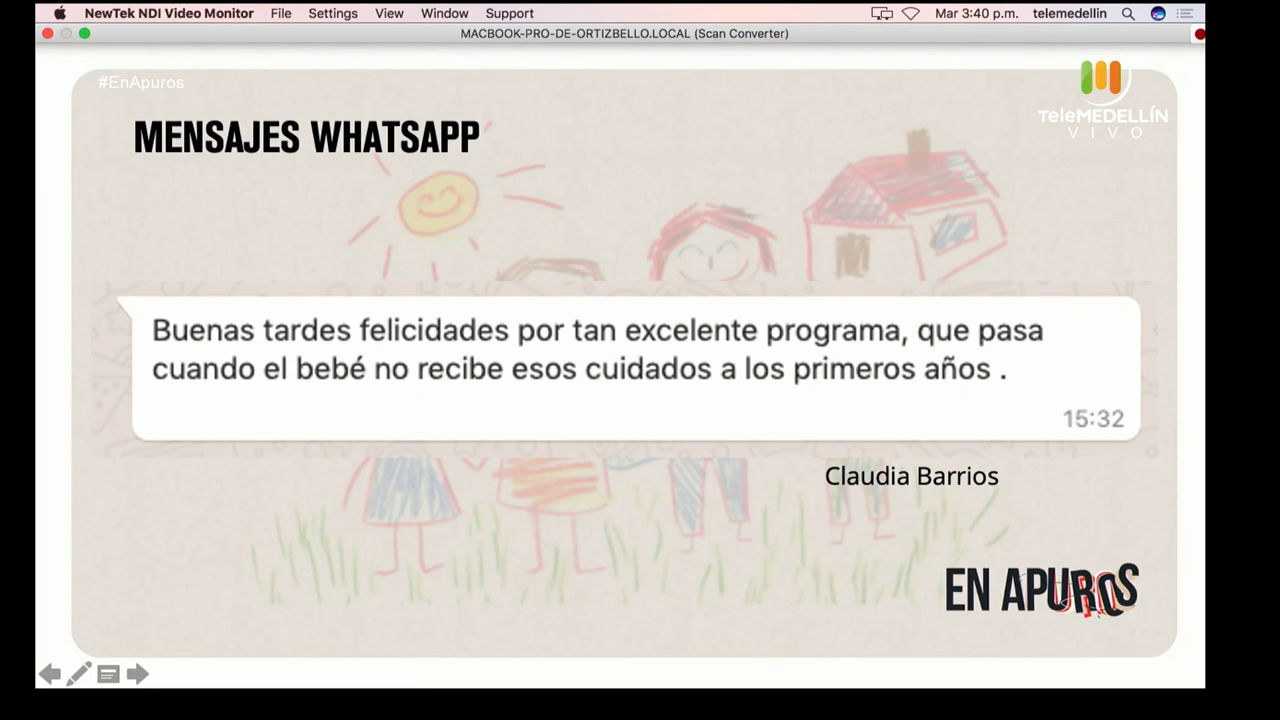 NewTek NDI Video Monitor File Settings View Window Support Mar 3:40 p.m. telemedellin
MACBOOK-PRO-DE-ORTIZBELLO.LOCAL (Scan Converter)
#EnApuros
TeleMEDELLÍN
VIVO
MENSAJES WHATSAPP
Buenas tardes felicidades por tan excelente programa, que pasa
cuando el bebé no recibe esos cuidados a los primeros años .
15:32
Claudia Barrios
EN APUROS